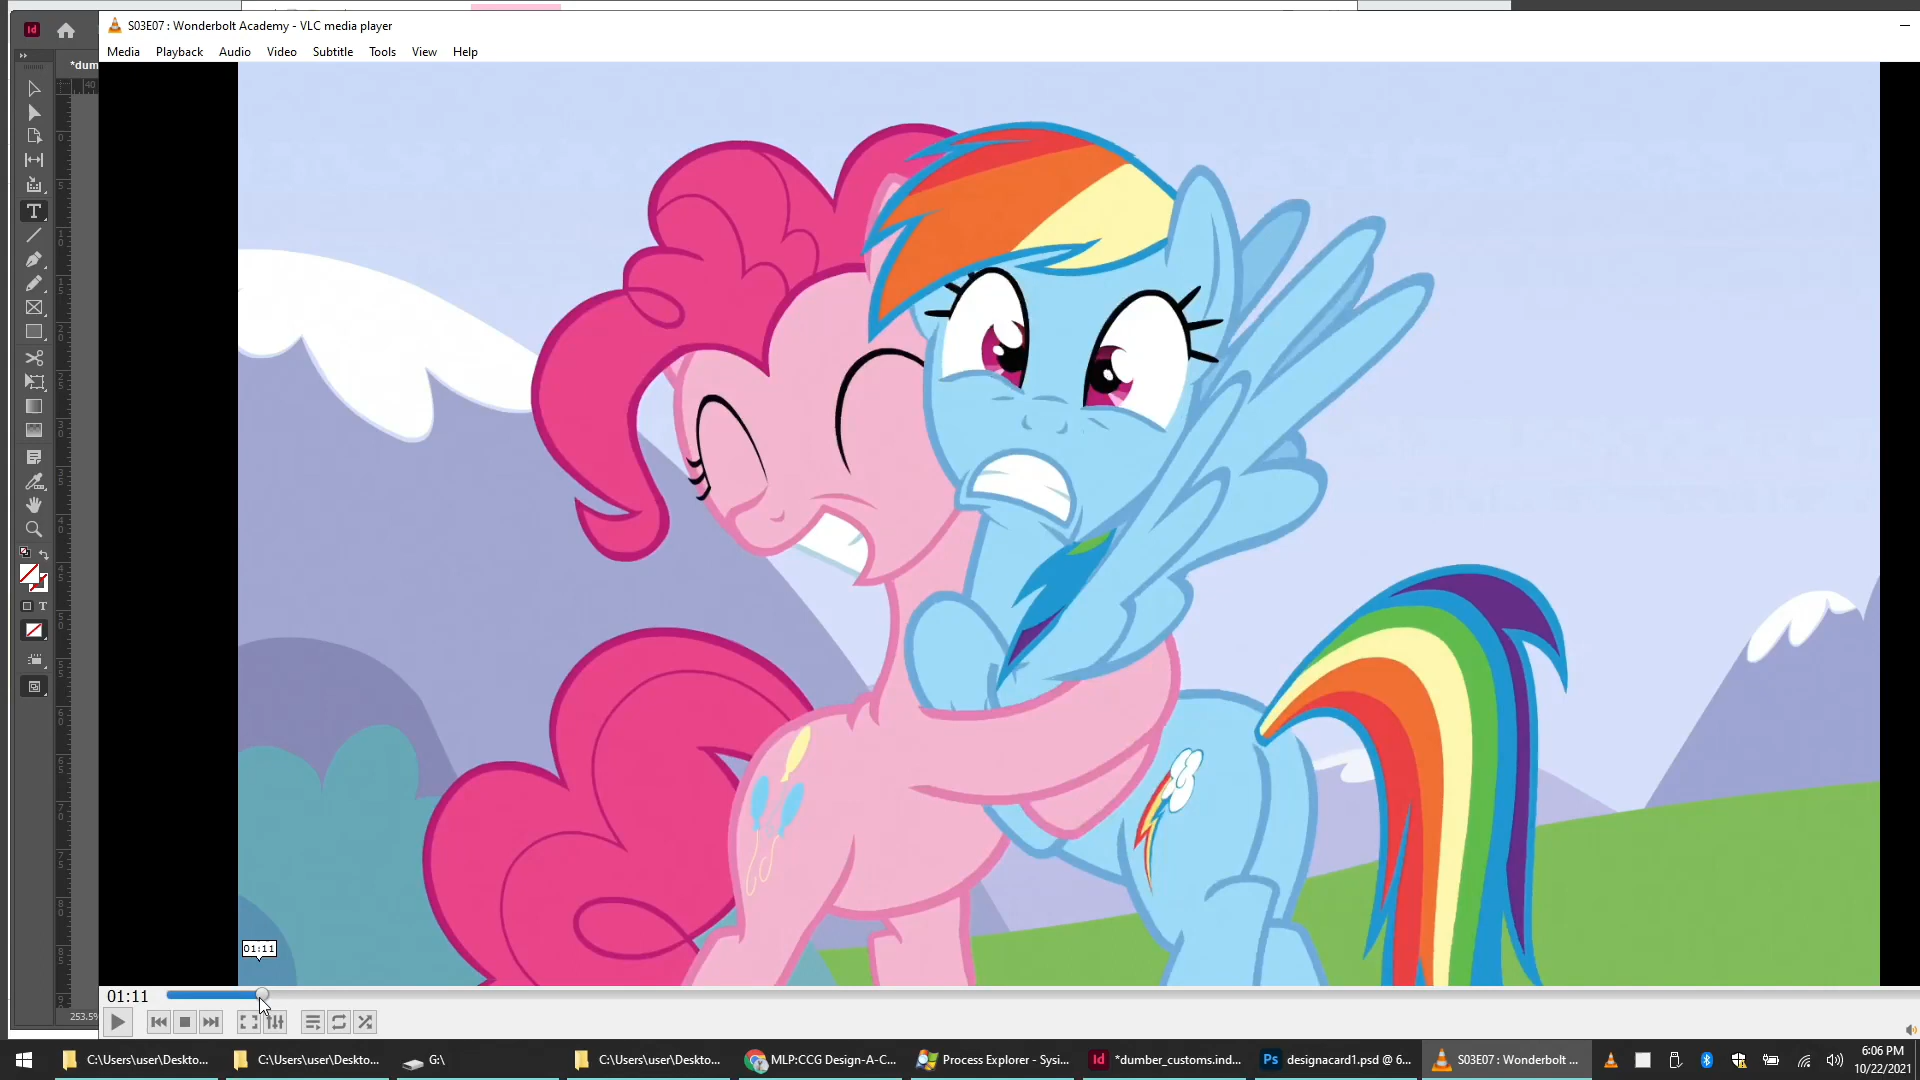 S03E07 : Wonderbolt Academy - VLC media player
Media Playback Audio Video Subtitle Tools View Help
*dum
253.5%
01:11
01:11
C:\Users\user\Deskto...
C:\Users\user\Deskto...
G:\
C:\Users\user\Deskto...
MLP:CCG Design-A-C...
Process Explorer - Sysi...
*dumber_customs.ind...
designacard1.psd @ 6...
S03E07 : Wonderbolt ...
6:06 PM
10/22/2021